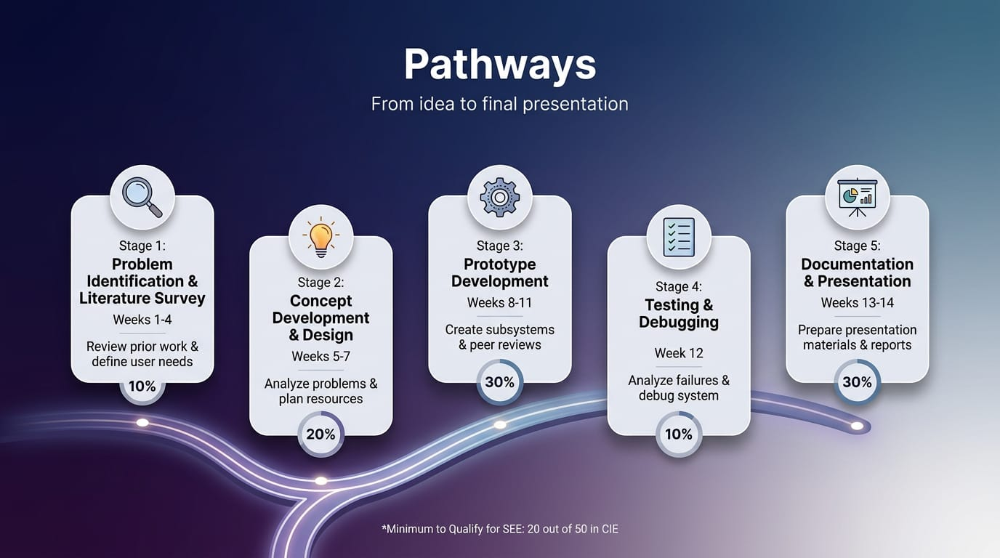 Pathways
From idea to final presentation
Stage 1:
Problem
Identification &
Literature Survey
Weeks 1-4
Review prior work &
define user needs
10%
Stage 2:
Concept
Development
& Design
Weeks 5-7
Analyze problems &
plan resources
20%
Stage 3:
Prototype
Development
Weeks 8-11
Create subsystems
& peer reviews
30%
Stage 4:
Testing &
Debugging
Week 12
Analyze failures &
debug system
10%
Stage 5:
Documentation
& Presentation
Weeks 13-14
Prepare presentation
materials & reports
30%
*Minimum to Qualify for SEE: 20 out of 50 in CIE